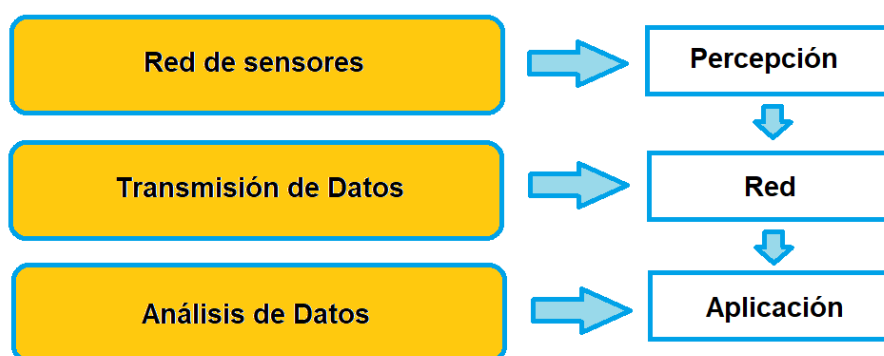 Red de sensores
Percepción
Transmisión de Datos
Red
Análisis de Datos
Aplicación